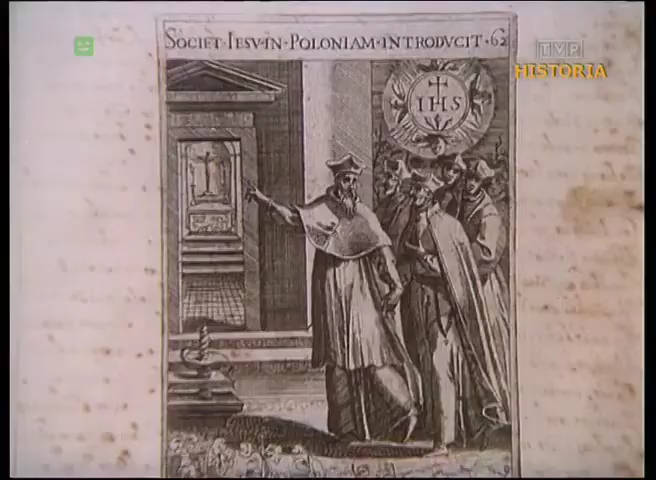 SOCIET·IESV·IN·POLONIAM·INTRODVCIT·62
TVP
HISTORIA
IHS